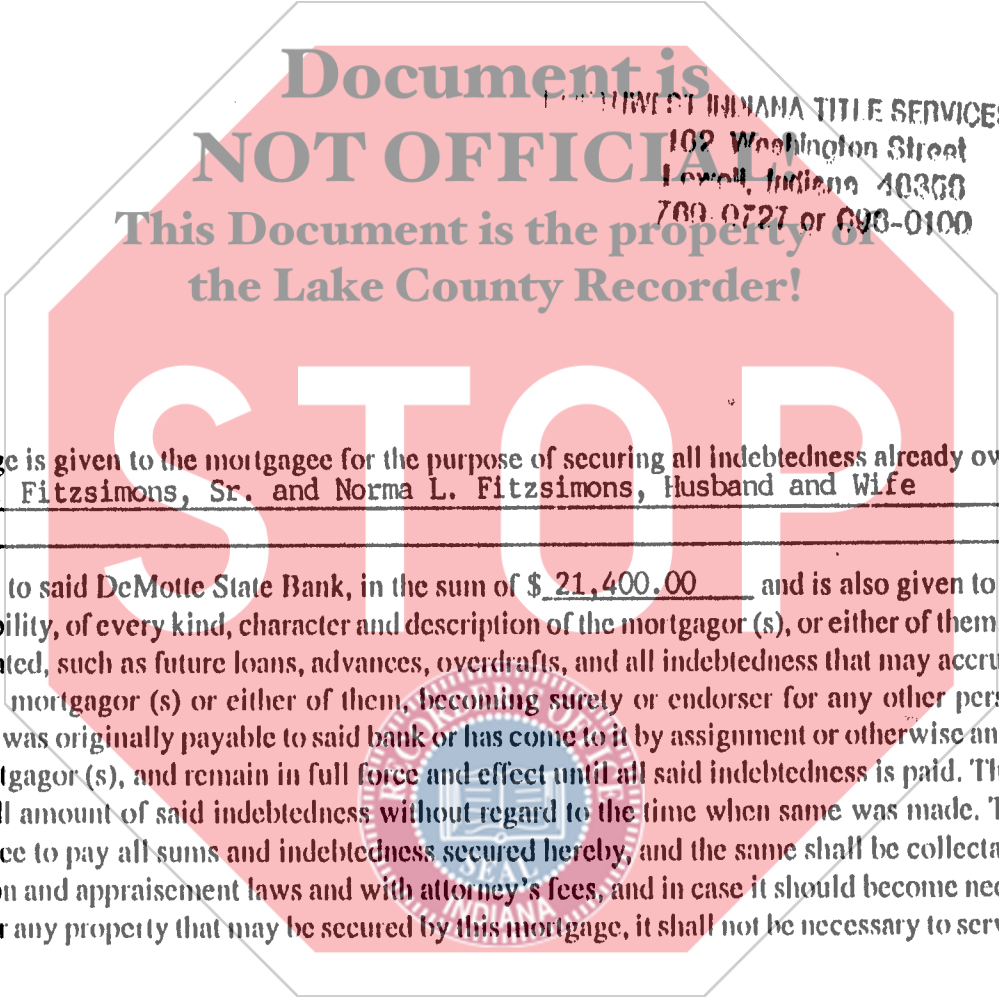 Document is
NOT OFFICIAL!
This Document is the property of
the Lake County Recorder!
INDIANA TITLE SERVICES
102 Washington Street
Lowell, Indiana
or
STOP
ge is given to the mortgagee for the purpose of securing all indebtedness already ow
Fitzsimons, Sr. and Norma L. Fitzsimons, Husband and Wife
to said DeMotte State Bank, in the sum of $ 21,400.00 and is also given to
bility, of every kind, character and description of the mortgagor (s), or either of them
ated, such as future loans, advances, overdrafts, and all indebtedness that may accru
mortgagor (s) or either of them, becoming surety or endorser for any other pers
was originally payable to said bank or has come to it by assignment or otherwise an
tgagor (s), and remain in full force and effect until all said indebtedness is paid. Th
ll amount of said indebtedness without regard to the time when same was made. T
ee to pay all sums and indebtedness secured hereby, and the same shall be collecta
on and appraisement laws and with attorney's fees, and in case it should become nec
r any property that may be secured by this mortgage, it shall not be necessary to serv
RECORDER'S OFFICE
SEAL
INDIANA